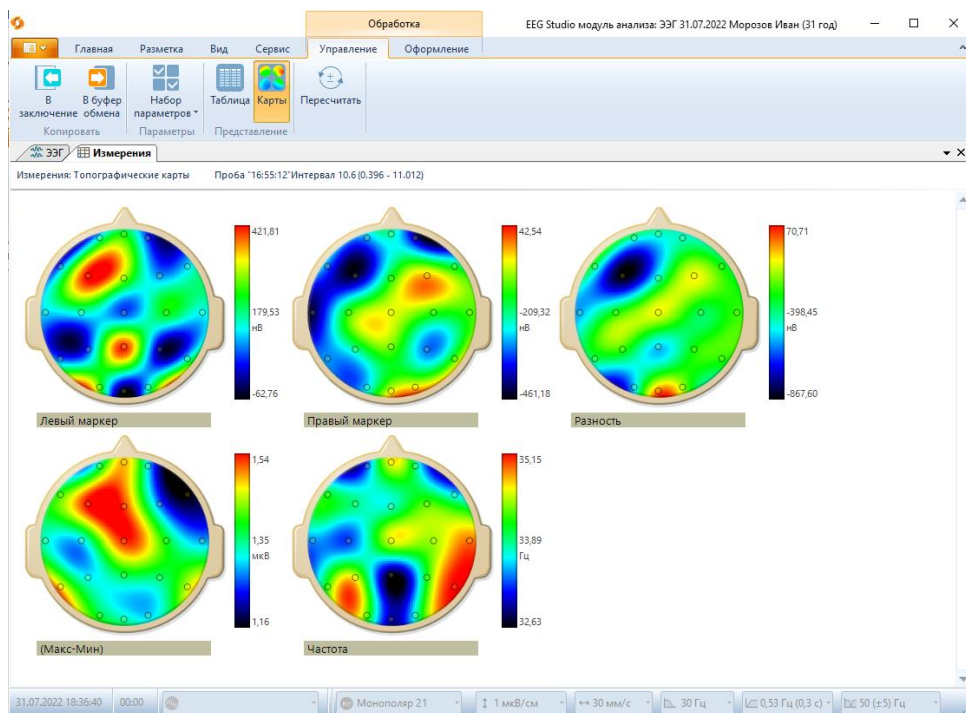 Обработка
EEG Studio модуль анализа: ЭЭГ 31.07.2022 Морозов Иван (31 год)
Главная Разметка Вид Сервис Управление Оформление
В заключение
В буфер обмена
Набор параметров
Таблица
Карты
Пересчитать
Копировать Параметры Представление
ЭЭГ Измерения
Измерения: Топографические карты Проба "16:55:12"Интервал 10.6 (0.396 - 11.012)
421,81
179,53
нВ
-62,76
Левый маркер
42,54
-209,32
нВ
-461,18
Правый маркер
70,71
-398,45
нВ
-867,60
Разность
1,54
1,35
мкВ
1,16
(Макс-Мин)
35,15
33,89
Гц
32,63
Частота
31.07.2022 18:36:40 00:00 Монополяр 21 1 мкВ/см 30 мм/с 30 Гц 0,53 Гц (0,3 с) 50 (±5) Гц